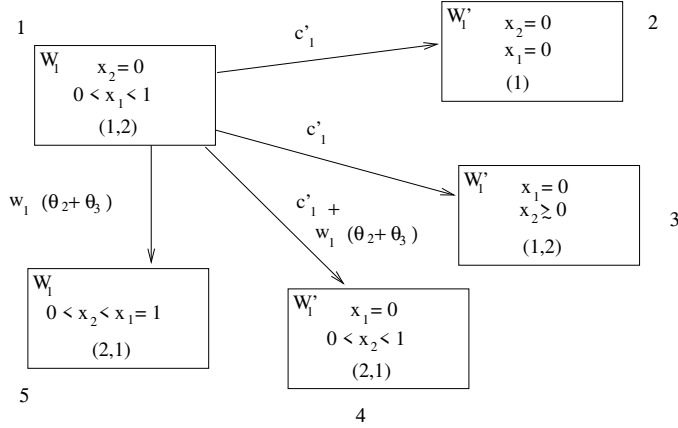 1
W₁ x₂ = 0
0 < x₁ < 1
(1,2)
c'₁
W₁' x₂ = 0
x₁ = 0
(1)
2
c'₁
W₁' x₁ = 0
x₂ ≳ 0
(1,2)
3
w₁ (θ₂ + θ₃)
c'₁ +
w₁ (θ₂ + θ₃)
W₁
0 < x₂ < x₁ = 1
(2,1)
5
W₁' x₁ = 0
0 < x₂ < 1
(2,1)
4